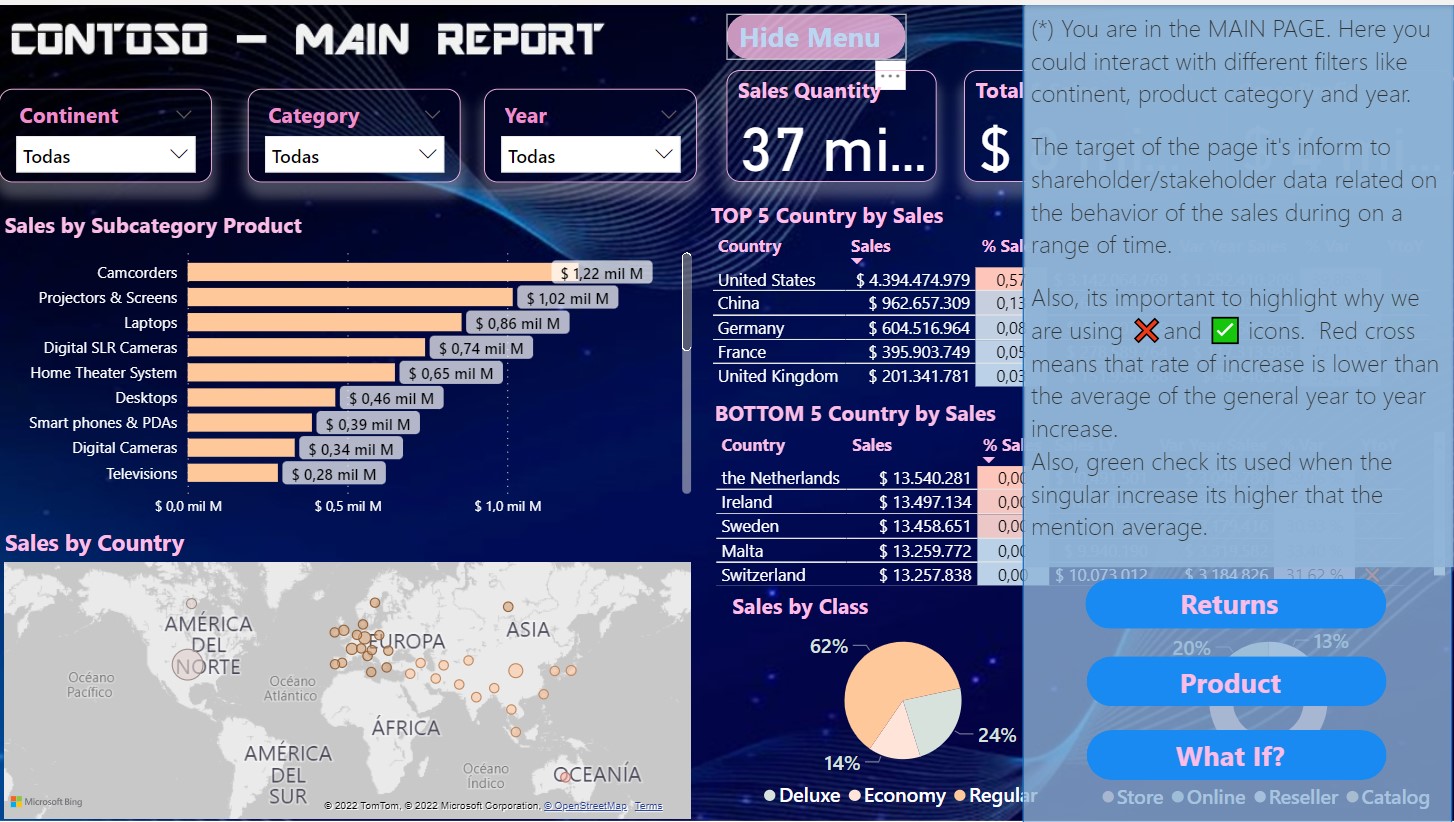 CONTOSO – MAIN REPORT
Hide Menu
Continent
Todas
Category
Todas
Year
Todas
Sales Quantity
37 mi...
Total
$
Sales by Subcategory Product
Camcorders
$ 1,22 mil M
Projectors & Screens
$ 1,02 mil M
Laptops
$ 0,86 mil M
Digital SLR Cameras
$ 0,74 mil M
Home Theater System
$ 0,65 mil M
Desktops
$ 0,46 mil M
Smart phones & PDAs
$ 0,39 mil M
Digital Cameras
$ 0,34 mil M
Televisions
$ 0,28 mil M
$ 0,0 mil M $ 0,5 mil M $ 1,0 mil M
Sales by Country
AMÉRICA
DEL
NORTE
EUROPA
ASIA
Océano
Pacífico
Océano
Atlántico
ÁFRICA
AMÉRICA
DEL
SUR
Océano
Índico
OCEANÍA
Microsoft Bing
© 2022 TomTom, © 2022 Microsoft Corporation, © OpenStreetMap Terms
TOP 5 Country by Sales
Country Sales % Sal
United States $ 4.394.474.979 0,57
China $ 962.657.309 0,13
Germany $ 604.516.964 0,08
France $ 395.903.749 0,05
United Kingdom $ 201.341.781 0,03
BOTTOM 5 Country by Sales
Country Sales % Sal
the Netherlands $ 13.540.281 0,00
Ireland $ 13.497.134 0,00
Sweden $ 13.458.651 0,00
Malta $ 13.259.772 0,00
Switzerland $ 13.257.838 0,00 $ 10.073.012 $ 3.184.826 31,62 %
Sales by Class
62%
24%
14%
Deluxe Economy Regular
(*) You are in the MAIN PAGE. Here you
could interact with different filters like
continent, product category and year.
The target of the page it's inform to
shareholder/stakeholder data related on
the behavior of the sales during on a
range of time.
Also, its important to highlight why we
are using ❌ and ✅ icons. Red cross
means that rate of increase is lower than
the average of the general year to year
increase.
Also, green check its used when the
singular increase its higher that the
mention average.
Returns
20%
13%
Product
What If?
Store Online Reseller Catalog